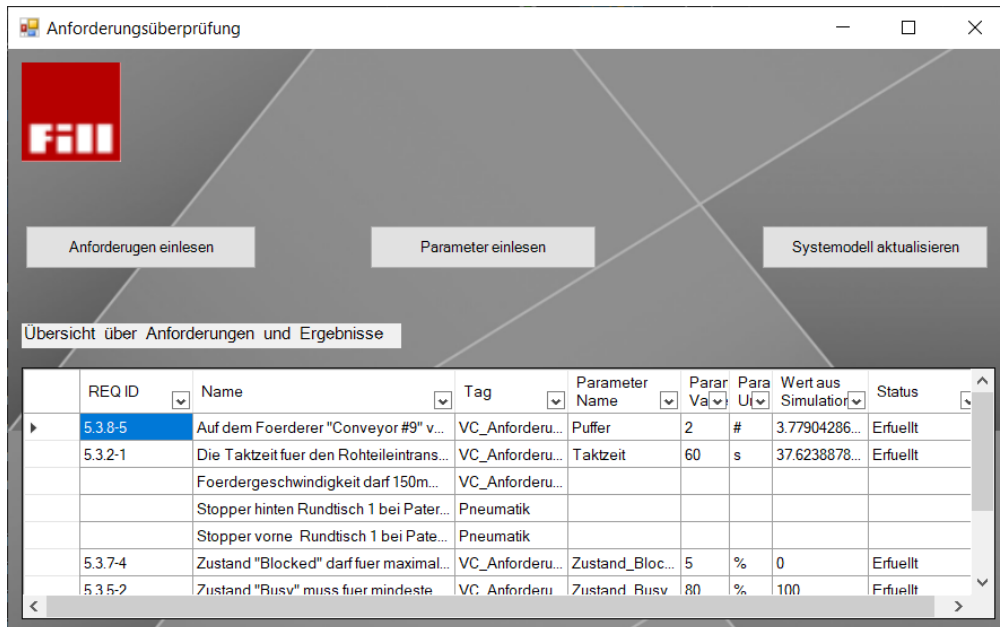 Anforderungsüberprüfung
Fill
Anforderugen einlesen Parameter einlesen Systemodell aktualisieren
Übersicht über Anforderungen und Ergebnisse
REQ ID Name Tag Parameter Name Parar Va Para U Wert aus Simulation Status
5.3.8-5 Auf dem Foerderer "Conveyor #9" v... VC_Anforderu... Puffer 2 # 3.77904286... Erfuellt
5.3.2-1 Die Taktzeit fuer den Rohteileintrans... VC_Anforderu... Taktzeit 60 s 37.6238878... Erfuellt
Foerdergeschwindigkeit darf 150m... VC_Anforderu...
Stopper hinten Rundtisch 1 bei Pater... Pneumatik
Stopper vorne Rundtisch 1 bei Pate... Pneumatik
5.3.7-4 Zustand "Blocked" darf fuer maximal... VC_Anforderu... Zustand_Bloc... 5 % 0 Erfuellt
5.3.5-2 Zustand "Busy" muss fuer mindeste... VC_Anforderu... Zustand_Busy 80 % 100 Erfuellt